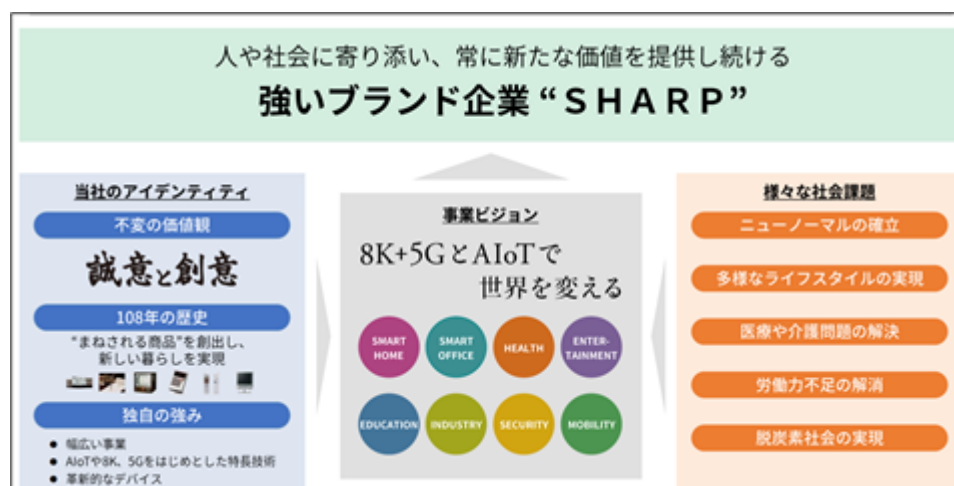 人や社会に寄り添い、常に新たな価値を提供し続ける
強いブランド企業“ＳＨＡＲＰ”
当社のアイデンティティ
不変の価値観
誠意と創意
108年の歴史
“まねされる商品”を創出し、
新しい暮らしを実現
独自の強み
● 幅広い事業
● AIoTや8K、5Gをはじめとした特長技術
● 革新的なデバイス
事業ビジョン
8K+5GとAIoTで
世界を変える
SMART
HOME
SMART
OFFICE
HEALTH
ENTER-
TAINMENT
EDUCATION
INDUSTRY
SECURITY
MOBILITY
様々な社会課題
ニューノーマルの確立
多様なライフスタイルの実現
医療や介護問題の解決
労働力不足の解消
脱炭素社会の実現